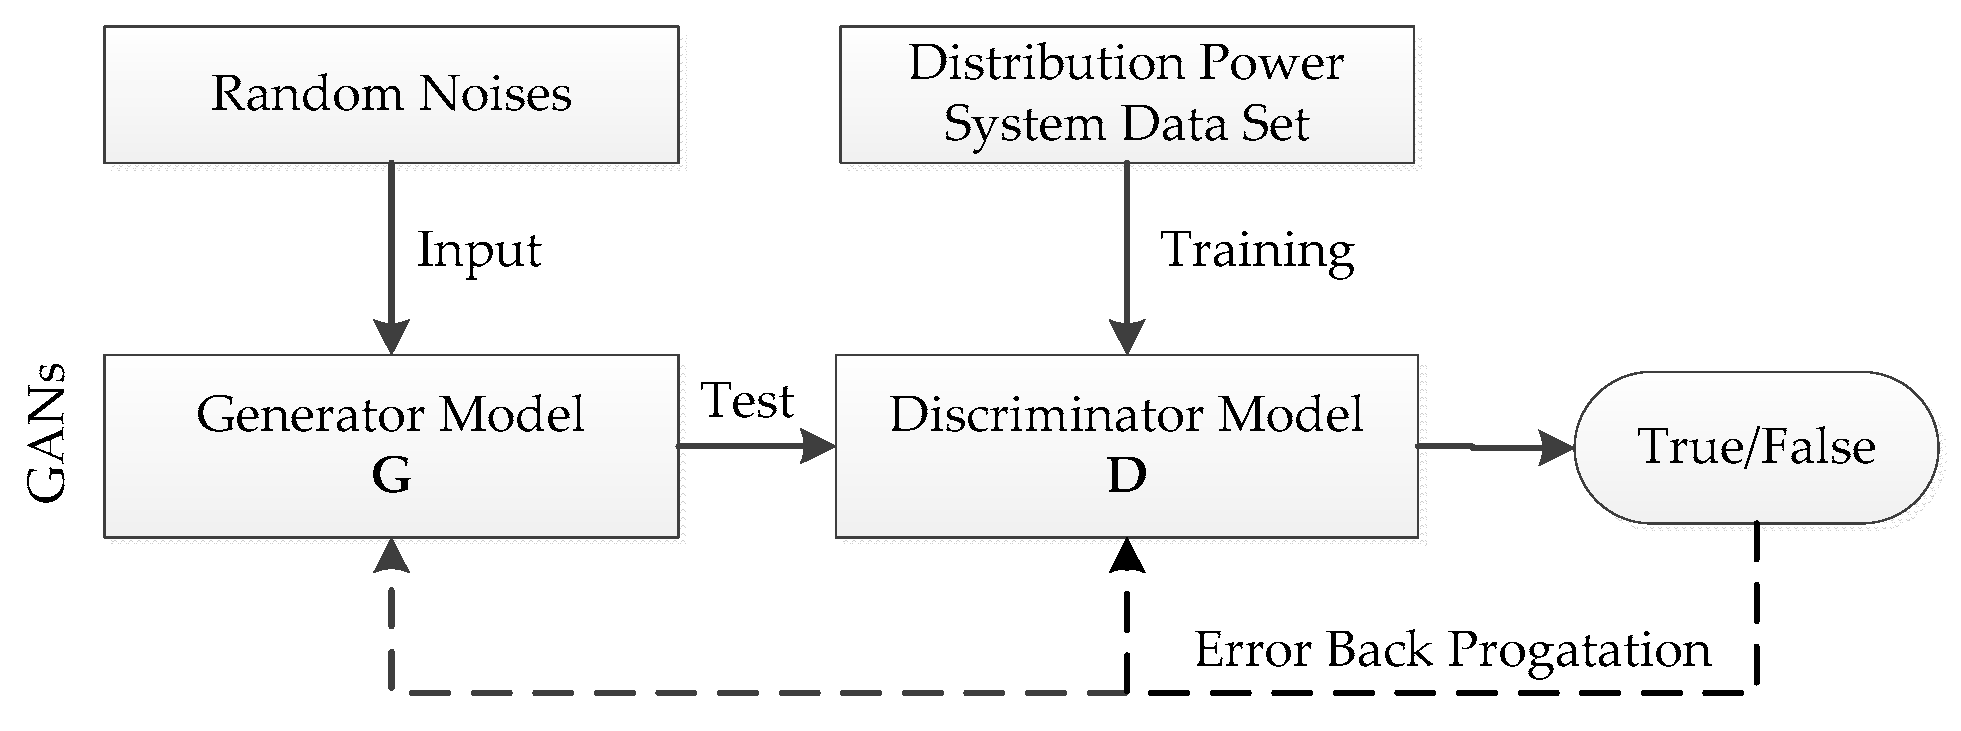 Random Noises
Distribution Power
System Data Set
Input
Training
GANs
Generator Model
G
Test
Discriminator Model
D
True/False
Error Back Progatation